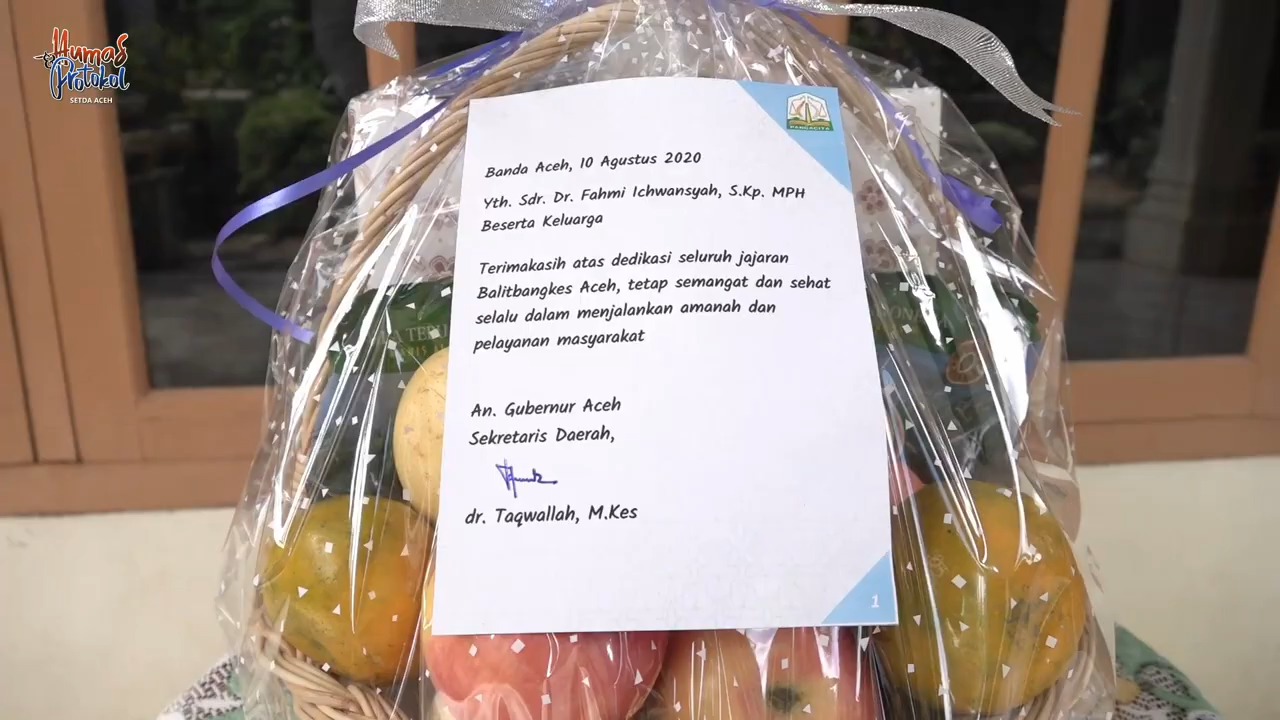 Humas
Protokol
SETDA ACEH
PANCACITA
Banda Aceh, 10 Agustus 2020
Yth. Sdr. Dr. Fahmi Ichwansyah, S.Kp. MPH
Beserta Keluarga
Terimakasih atas dedikasi seluruh jajaran
Balitbangkes Aceh, tetap semangat dan sehat
selalu dalam menjalankan amanah dan
pelayanan masyarakat
An. Gubernur Aceh
Sekretaris Daerah,
dr. Taqwallah, M.Kes
1